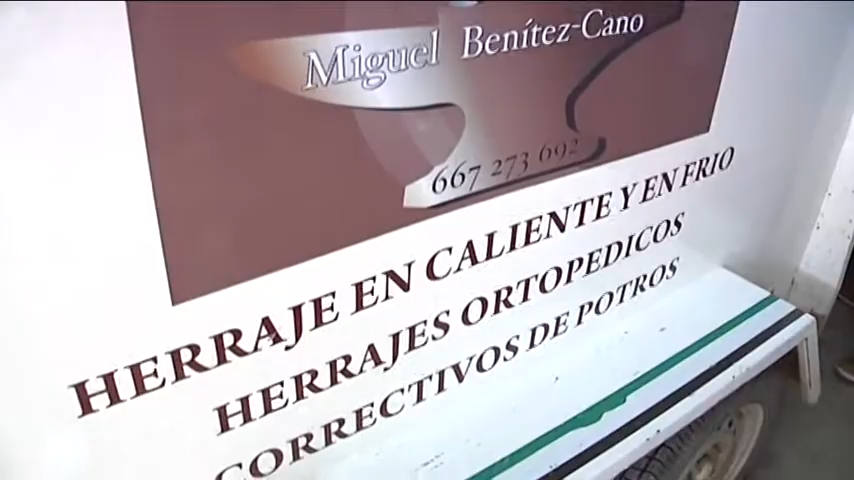 Miguel Benítez-Cano
667 273 692
HERRAJE EN CALIENTE Y EN FRIO
HERRAJES ORTOPEDICOS
CORRECTIVOS DE POTROS